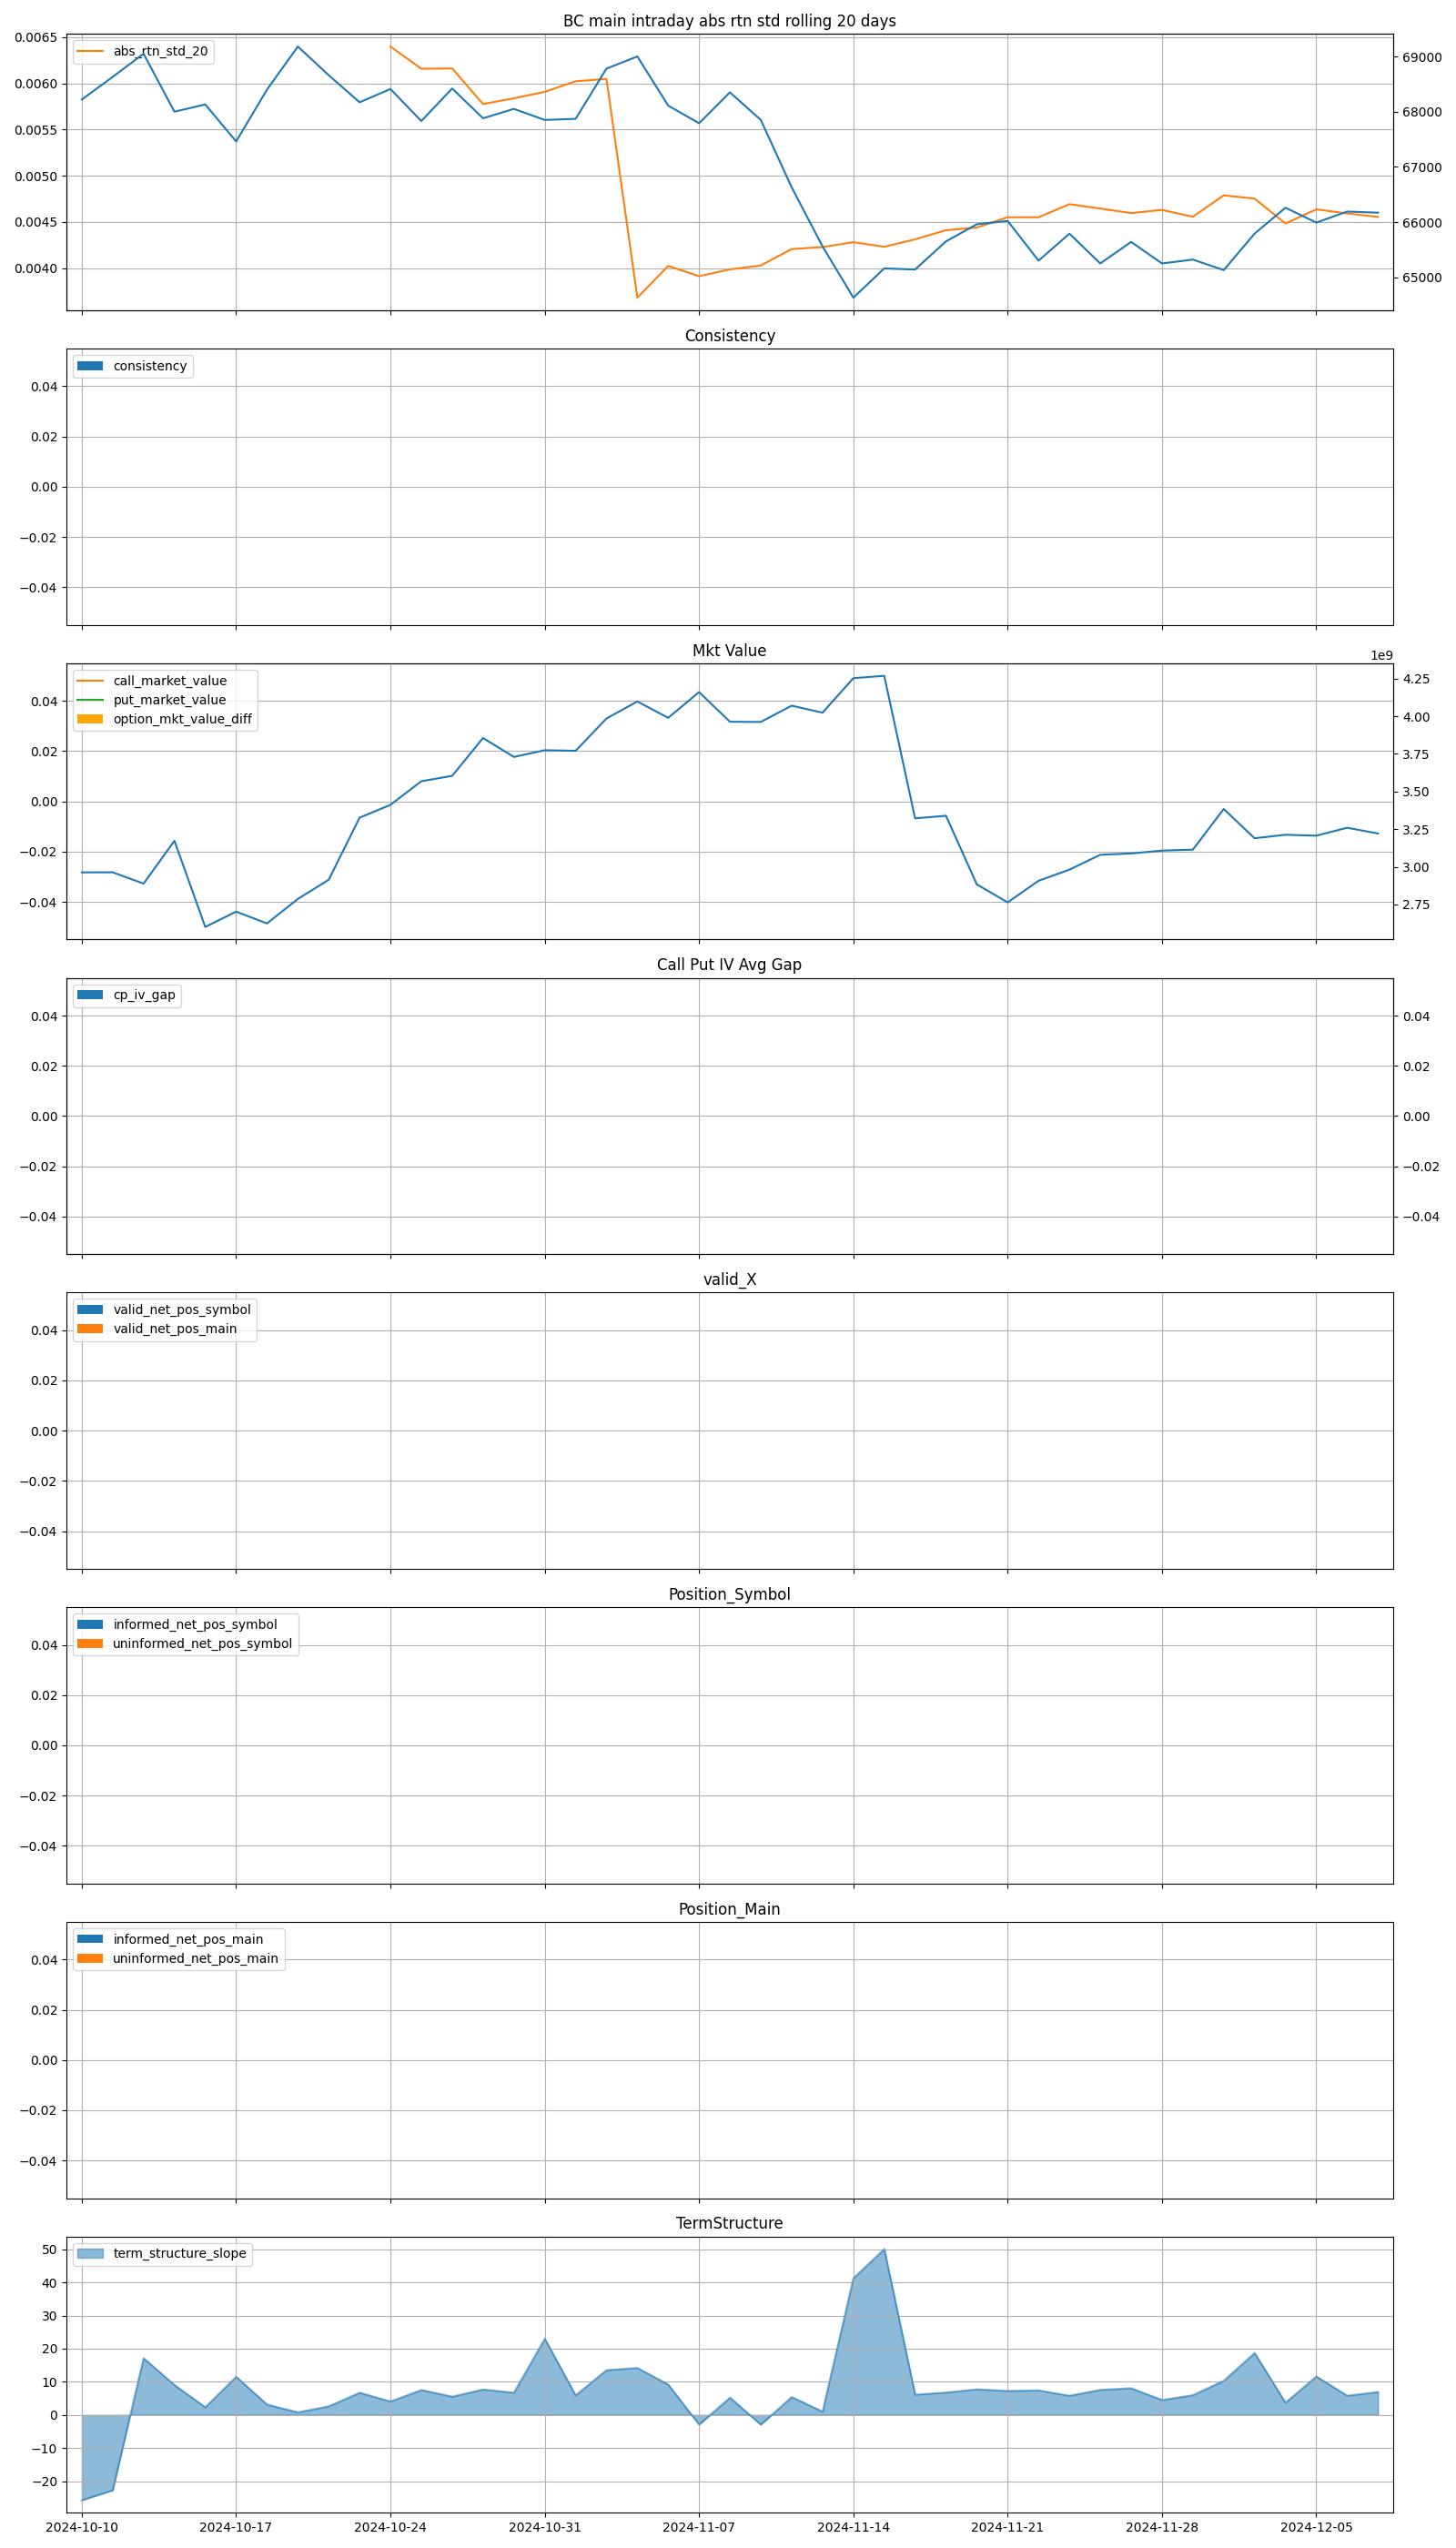 BC main intraday abs rtn std rolling 20 days
abs_rtn_std_20
0.0065
0.0060
0.0055
0.0050
0.0045
0.0040
69000
68000
67000
66000
65000
Consistency
consistency
0.04
0.02
0.00
−0.02
−0.04
Mkt Value
1e9
call_market_value
put_market_value
option_mkt_value_diff
0.04
0.02
0.00
−0.02
−0.04
4.25
4.00
3.75
3.50
3.25
3.00
2.75
Call Put IV Avg Gap
cp_iv_gap
0.04
0.02
0.00
−0.02
−0.04
0.04
0.02
0.00
−0.02
−0.04
valid_X
valid_net_pos_symbol
valid_net_pos_main
0.04
0.02
0.00
−0.02
−0.04
Position_Symbol
informed_net_pos_symbol
uninformed_net_pos_symbol
0.04
0.02
0.00
−0.02
−0.04
Position_Main
informed_net_pos_main
uninformed_net_pos_main
0.04
0.02
0.00
−0.02
−0.04
TermStructure
term_structure_slope
50
40
30
20
10
0
−10
−20
2024-10-10 2024-10-17 2024-10-24 2024-10-31 2024-11-07 2024-11-14 2024-11-21 2024-11-28 2024-12-05